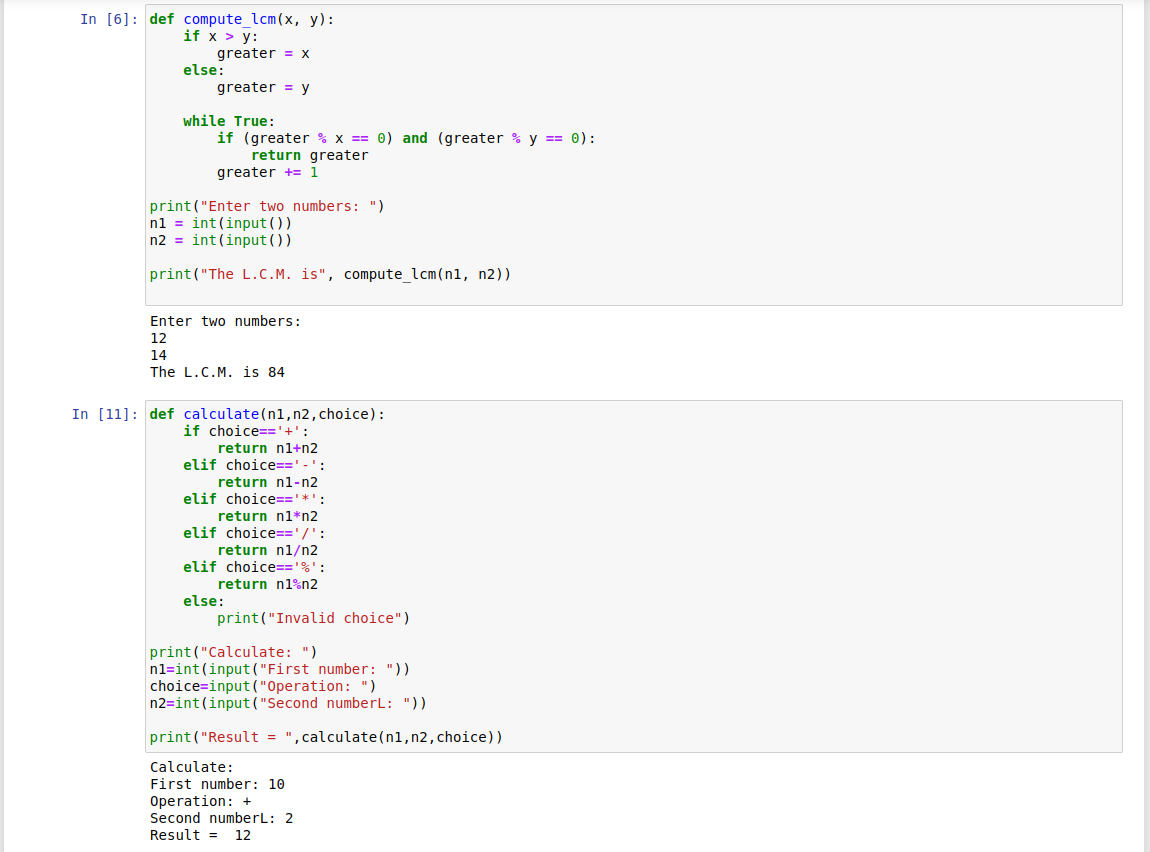 In [6]: def compute_lcm(x, y):
    if x > y:
        greater = x
    else:
        greater = y

    while True:
        if (greater % x == 0) and (greater % y == 0):
            return greater
        greater += 1

print("Enter two numbers: ")
n1 = int(input())
n2 = int(input())

print("The L.C.M. is", compute_lcm(n1, n2))

Enter two numbers:
12
14
The L.C.M. is 84

In [11]: def calculate(n1,n2,choice):
    if choice=='+':
        return n1+n2
    elif choice=='-':
        return n1-n2
    elif choice=='*':
        return n1*n2
    elif choice=='/':
        return n1/n2
    elif choice=='%':
        return n1%n2
    else:
        print("Invalid choice")

print("Calculate: ")
n1=int(input("First number: "))
choice=input("Operation: ")
n2=int(input("Second numberL: "))

print("Result = ",calculate(n1,n2,choice))

Calculate:
First number: 10
Operation: +
Second numberL: 2
Result =  12